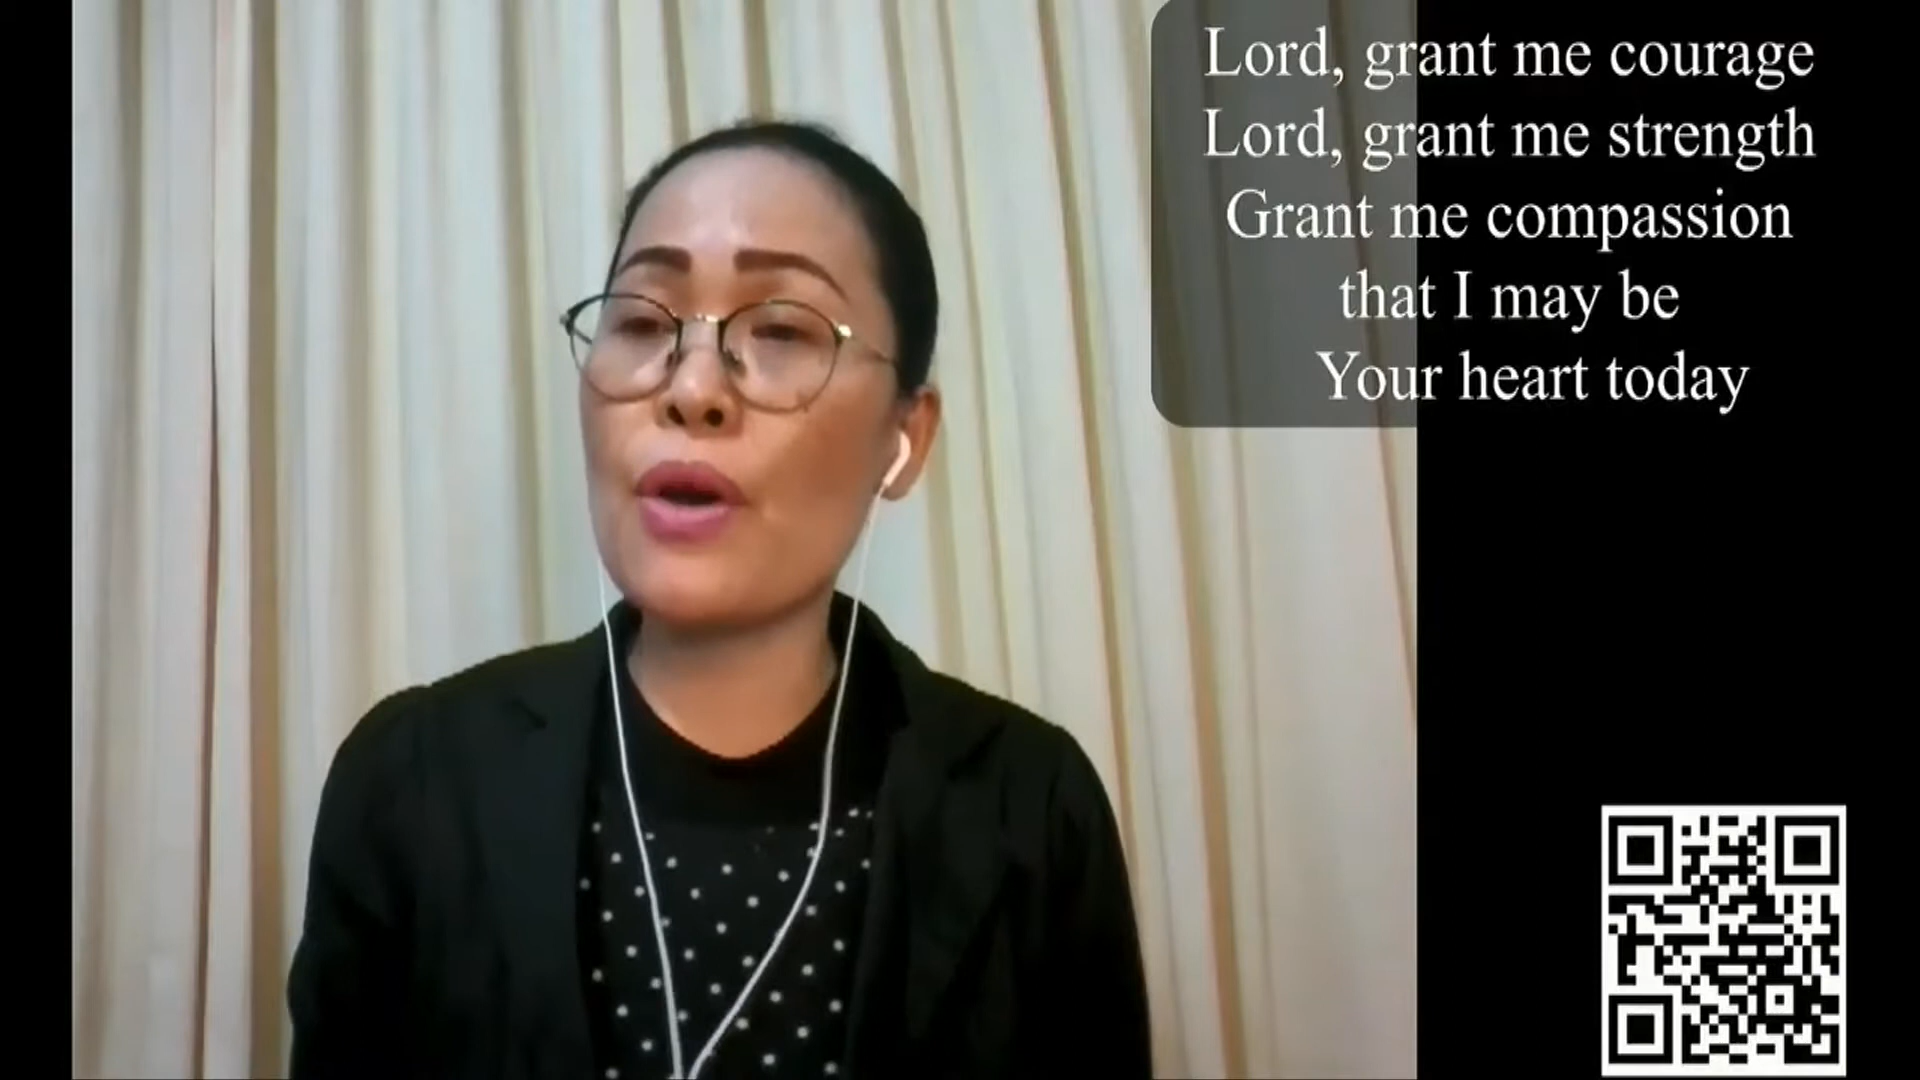 Lord, grant me courage
Lord, grant me strength
Grant me compassion
that I may be
Your heart today